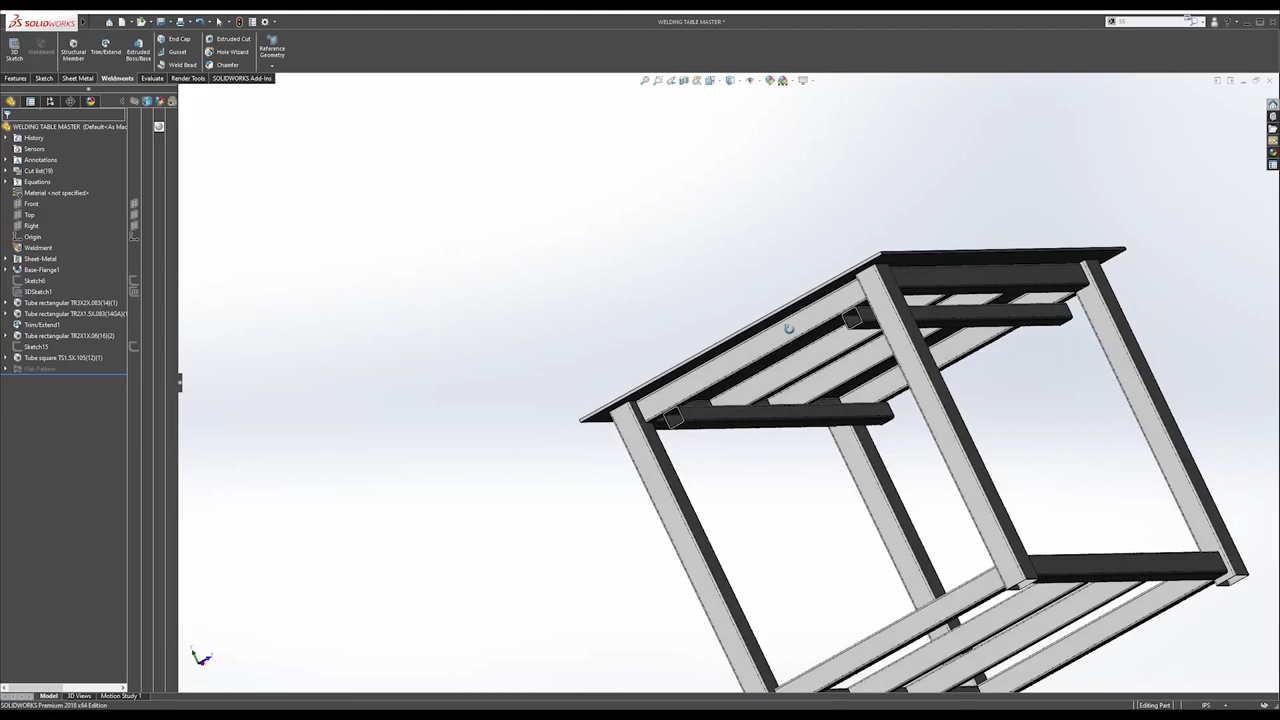 SOLIDWORKS
WELDING TABLE MASTER *
55
3D Sketch
Weldment
Structural Member
Trim/Extend
Extruded Boss/Base
End Cap
Gusset
Weld Bead
Extruded Cut
Hole Wizard
Chamfer
Reference Geometry
Features
Sketch
Sheet Metal
Weldments
Evaluate
Render Tools
SOLIDWORKS Add-Ins
WELDING TABLE MASTER (Default<As Mac
History
Sensors
Annotations
Cut list(19)
Equations
Material <not specified>
Front
Top
Right
Origin
Weldment
Sheet-Metal
Base-Flange1
Sketch6
3DSketch1
Tube rectangular TR3X2X.083(14)(1)
Tube rectangular TR2X1.5X.083(14GA)(1)
Trim/Extend1
Tube rectangular TR2X1X.06(16)(2)
Sketch15
Tube square TS1.5X.105(12)(1)
Flat-Pattern
Model
3D Views
Motion Study 1
SOLIDWORKS Premium 2018 x64 Edition
Editing Part
IPS